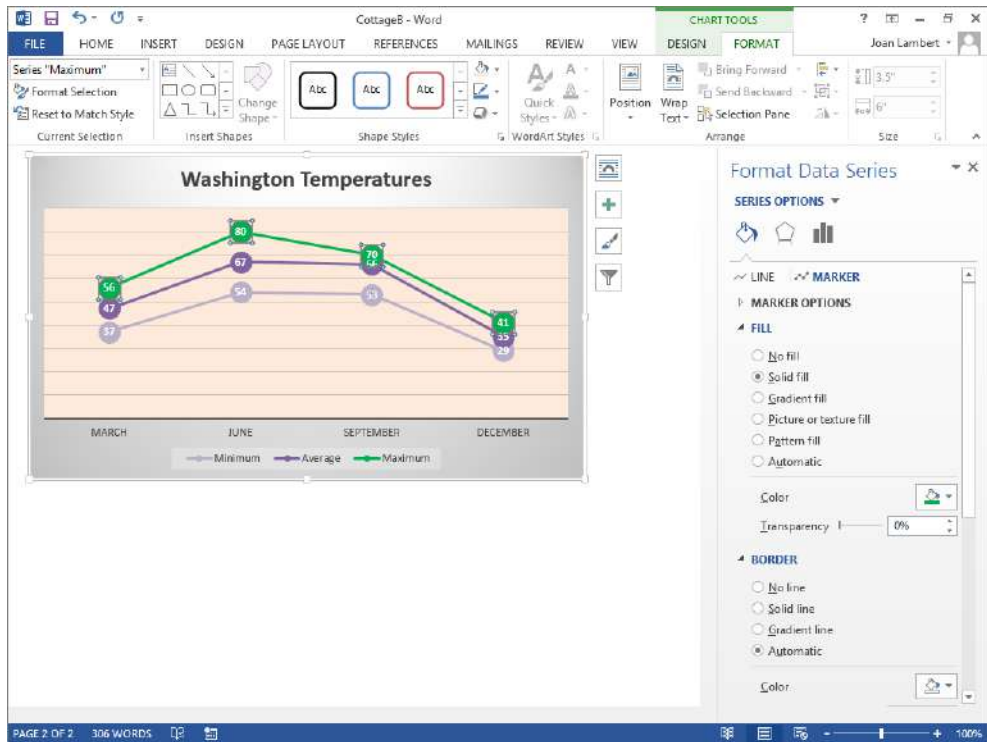 CottageB - Word
CHART TOOLS
?
FILE HOME INSERT DESIGN PAGE LAYOUT REFERENCES MAILINGS REVIEW VIEW DESIGN FORMAT Joan Lambert
Series "Maximum"
Format Selection
Reset to Match Style
Current Selection
Change
Shape
Insert Shapes
Abc Abc Abc
Shape Styles
Quick
Styles
WordArt Styles
Position
Wrap
Text
Bring Forward
Send Backward
Selection Pane
Arrange
3.5"
6"
Size
Washington Temperatures
80
70
56
67
47
54
53
41
37
29
MARCH JUNE SEPTEMBER DECEMBER
Minimum Average Maximum
Format Data Series
SERIES OPTIONS
LINE MARKER
MARKER OPTIONS
FILL
No fill
Solid fill
Gradient fill
Picture or texture fill
Pattern fill
Automatic
Color
Transparency 0%
BORDER
No line
Solid line
Gradient line
Automatic
Color
PAGE 2 OF 2 306 WORDS 100%